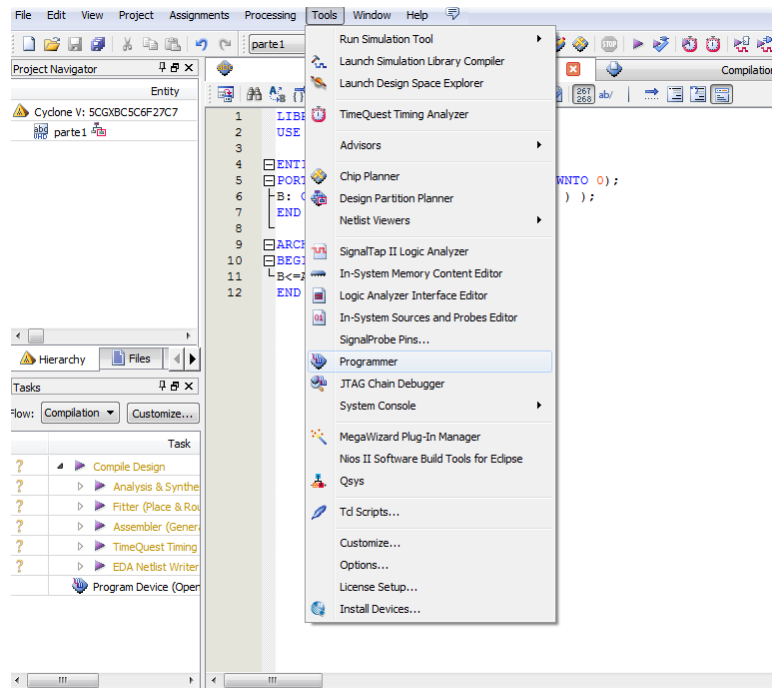 File Edit View Project Assignments Processing Tools Window Help
parte1
Project Navigator
Entity
Cyclone V: 5CGXBC5C6F27C7
parte1
Hierarchy
Files
Tasks
Flow: Compilation Customize...
Task
? Compile Design
? Analysis & Synthe
? Fitter (Place & Rou
? Assembler (Genera
? TimeQuest Timing
? EDA Netlist Writer
Program Device (Open
Run Simulation Tool
Launch Simulation Library Compiler
Launch Design Space Explorer
TimeQuest Timing Analyzer
Advisors
Chip Planner
Design Partition Planner
Netlist Viewers
SignalTap II Logic Analyzer
In-System Memory Content Editor
Logic Analyzer Interface Editor
In-System Sources and Probes Editor
SignalProbe Pins...
Programmer
JTAG Chain Debugger
System Console
MegaWizard Plug-In Manager
Nios II Software Build Tools for Eclipse
Qsys
Tcl Scripts...
Customize...
Options...
License Setup...
Install Devices...
Compilation
267
268 ab/
1 LIBR
2 USE
3
4 ENTI
5 PORT WNTO 0);
6 B: ) );
7 END
8
9 ARCH
10 BEGI
11 B<=A
12 END